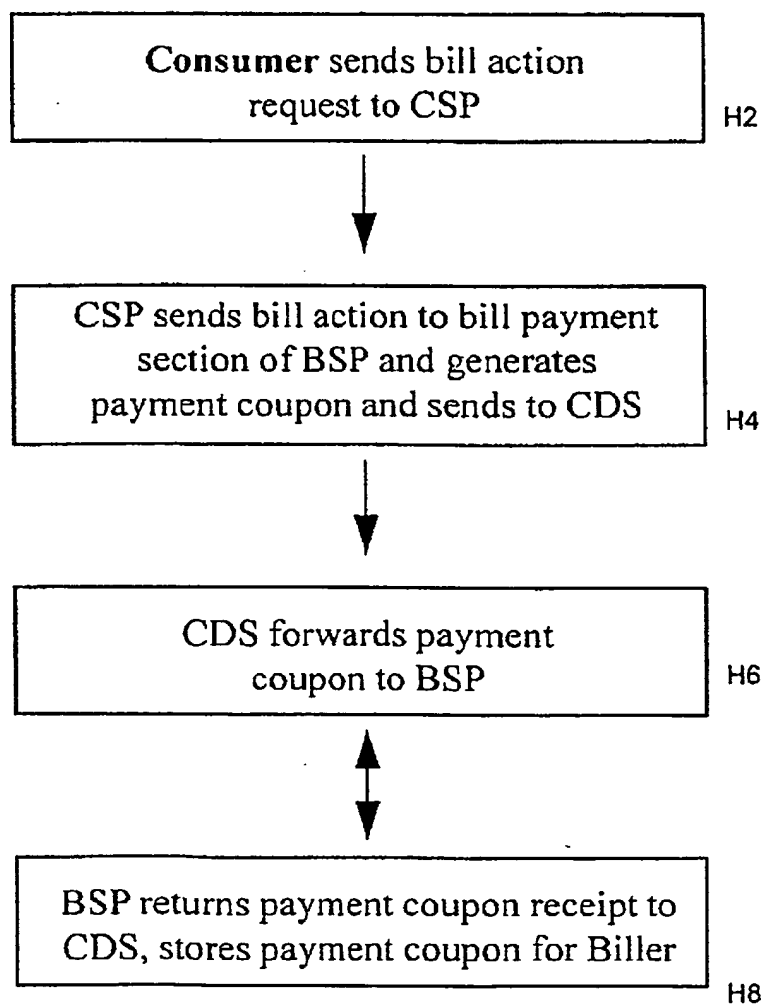 Consumer sends bill action
request to CSP
H2
CSP sends bill action to bill payment
section of BSP and generates
payment coupon and sends to CDS
H4
CDS forwards payment
coupon to BSP
H6
BSP returns payment coupon receipt to
CDS, stores payment coupon for Biller
H8